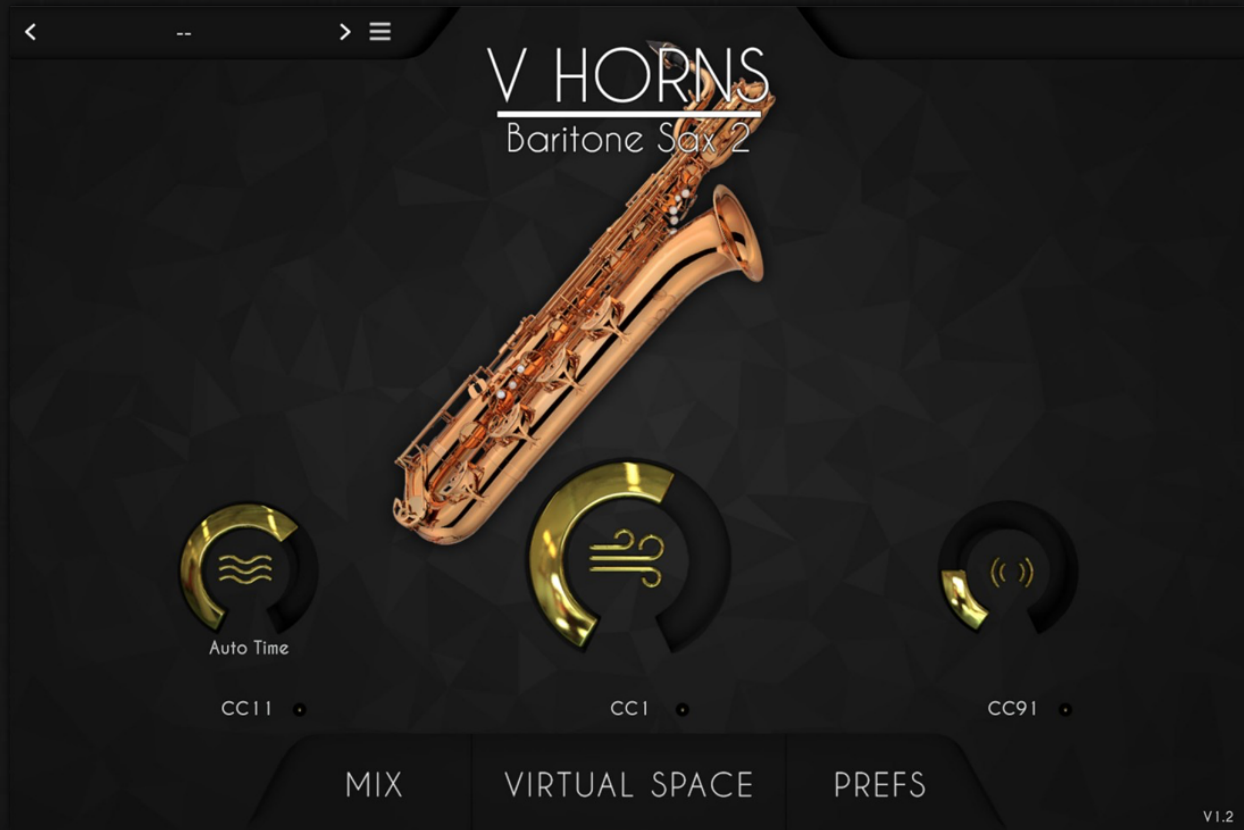 --
V HORNS
Baritone Sax 2
Auto Time
CC11
CC1
CC91
MIX
VIRTUAL SPACE
PREFS
V1.2